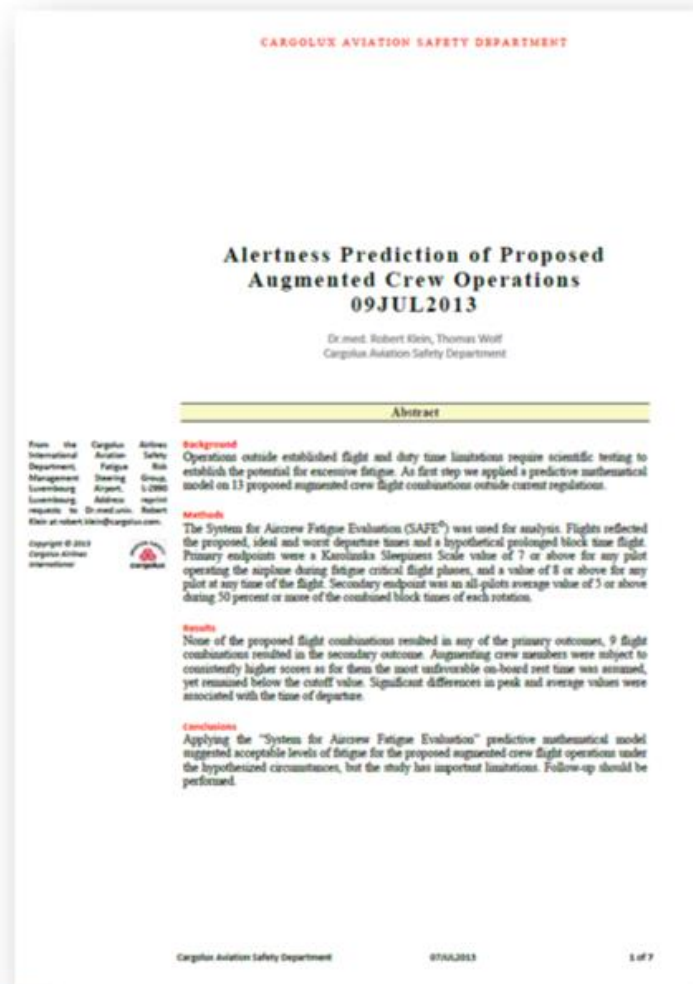 CARGOLUX AVIATION SAFETY DEPARTMENT
Alertness Prediction of Proposed
Augmented Crew Operations
09JUL2013
Dr.med. Robert Klein, Thomas Wolf
Cargolux Aviation Safety Department
Abstract
From the Cargolux Airlines
International Aviation Safety
Department, Fatigue Risk
Management Steering Group,
Luxembourg Airport, L-2990
Luxembourg. Address reprint
requests to Dr.med.univ. Robert
Klein at robert.klein@cargolux.com.
Copyright © 2013
Cargolux Airlines
International
cargolux
Background
Operations outside established flight and duty time limitations require scientific testing to
establish the potential for excessive fatigue. As first step we applied a predictive mathematical
model on 13 proposed augmented crew flight combinations outside current regulations.
Methods
The System for Aircrew Fatigue Evaluation (SAFE®) was used for analysis. Flights reflected
the proposed, ideal and worst departure times and a hypothetical prolonged block time flight.
Primary endpoints were a Karolinska Sleepiness Scale value of 7 or above for any pilot
operating the airplane during fatigue critical flight phases, and a value of 8 or above for any
pilot at any time of the flight. Secondary endpoint was an all-pilots average value of 5 or above
during 50 percent or more of the combined block times of each rotation.
Results
None of the proposed flight combinations resulted in any of the primary outcomes, 9 flight
combinations resulted in the secondary outcome. Augmenting crew members were subject to
consistently higher scores as for them the most unfavorable on-board rest time was assumed,
yet remained below the cutoff value. Significant differences in peak and average values were
associated with the time of departure.
Conclusions
Applying the "System for Aircrew Fatigue Evaluation" predictive mathematical model
suggested acceptable levels of fatigue for the proposed augmented crew flight operations under
the hypothesized circumstances, but the study has important limitations. Follow-up should be
performed.
Cargolux Aviation Safety Department 07JUL2013 1 of 7